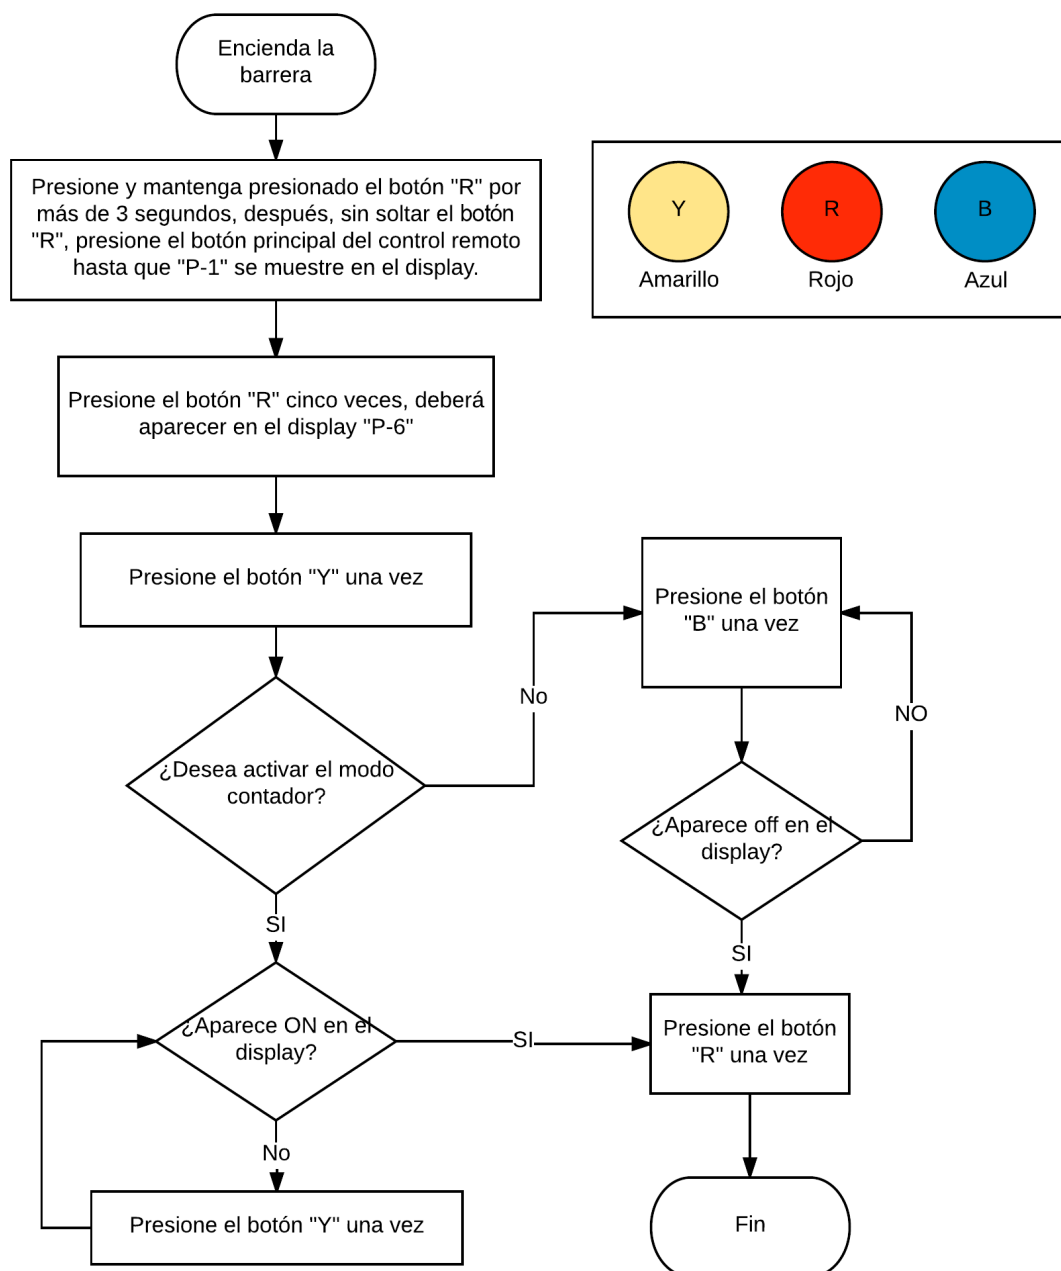 Encienda la
barrera
Presione y mantenga presionado el botón "R" por
más de 3 segundos, después, sin soltar el botón
"R", presione el botón principal del control remoto
hasta que "P-1" se muestre en el display.
Y
R
B
Amarillo
Rojo
Azul
Presione el botón "R" cinco veces, deberá
aparecer en el display "P-6"
Presione el botón "Y" una vez
Presione el botón
"B" una vez
No
NO
¿Desea activar el modo
contador?
¿Aparece off en el
display?
SI
SI
¿Aparece ON en el
display?
SI
Presione el botón
"R" una vez
No
Presione el botón "Y" una vez
Fin